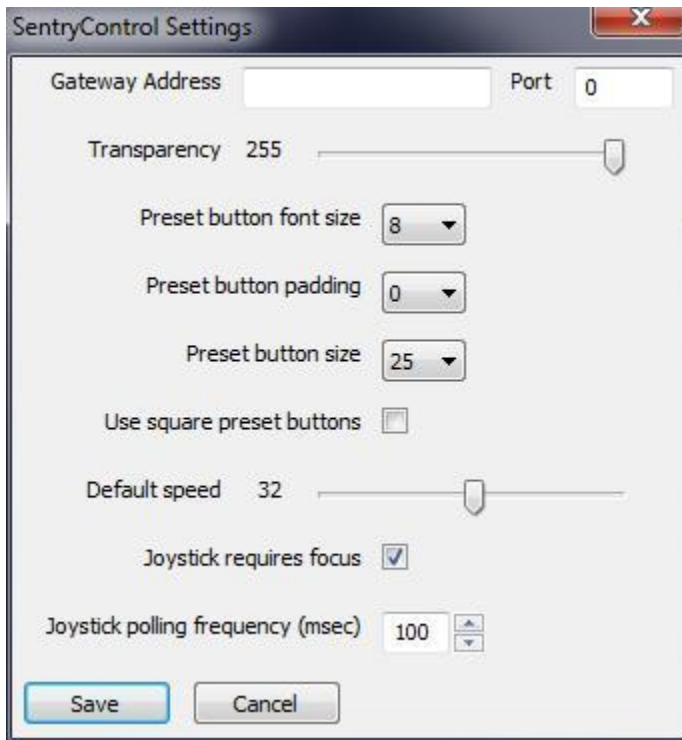 SentryControl Settings
Gateway Address Port 0
Transparency 255
Preset button font size 8
Preset button padding 0
Preset button size 25
Use square preset buttons
Default speed 32
Joystick requires focus
Joystick polling frequency (msec) 100
Save Cancel